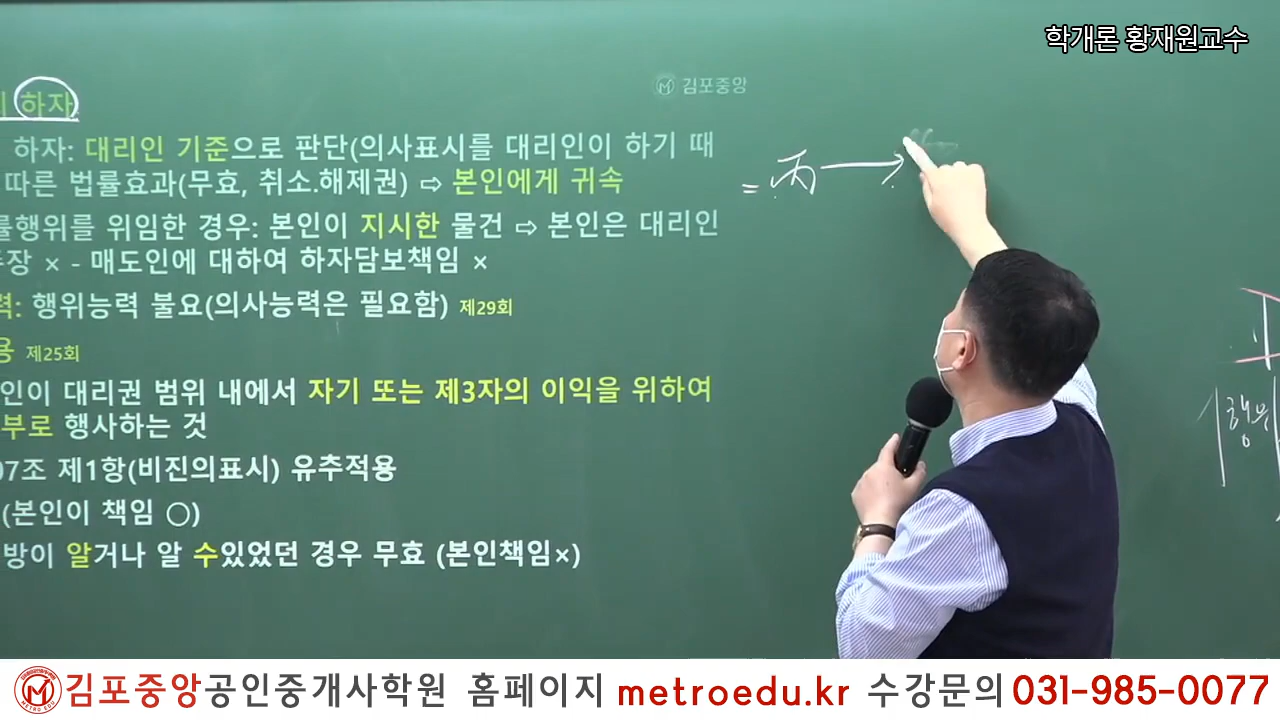 학개론 황재원교수
김포중앙
하자
하자: 대리인 기준으로 판단(의사표시를 대리인이 하기 때
따른 법률효과(무효, 취소.해제권) ⇨ 본인에게 귀속
= 丙 →
률행위를 위임한 경우: 본인이 지시한 물건 ⇨ 본인은 대리인
장 × - 매도인에 대하여 하자담보책임 ×
력: 행위능력 불요(의사능력은 필요함) 제29회
용 제25회
인이 대리권 범위 내에서 자기 또는 제3자의 이익을 위하여
부로 행사하는 것
행위
07조 제1항(비진의표시) 유추적용
(본인이 책임 ○)
방이 알거나 알 수있었던 경우 무효 (본인책임×)
김포중앙공인중개사학원 홈페이지 metroedu.kr 수강문의 031-985-0077